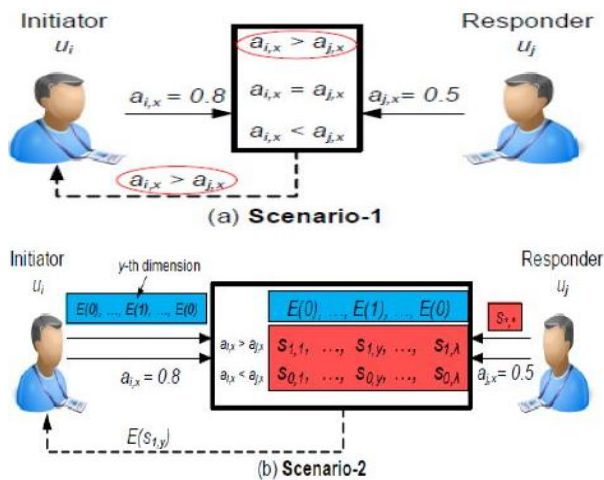 Initiator
u_i
Responder
u_j
a_{i,x} > a_{j,x}
a_{i,x} = a_{j,x}
a_{i,x} < a_{j,x}
a_{i,x} = 0.8
a_{j,x} = 0.5
a_{i,x} > a_{j,x}
(a) Scenario-1
Initiator
u_i
y-th dimension
Responder
u_j
E(0), ..., E(1), ..., E(0)
E(0), ..., E(1), ..., E(0)
a_{i,x} > a_{j,x} s_{1,1}, ..., s_{1,y}, ..., s_{1,λ}
a_{i,x} < a_{j,x} s_{0,1}, ..., s_{0,y}, ..., s_{0,λ}
a_{i,x} = 0.8
a_{j,x} = 0.5
E(s_{1,y})
(b) Scenario-2